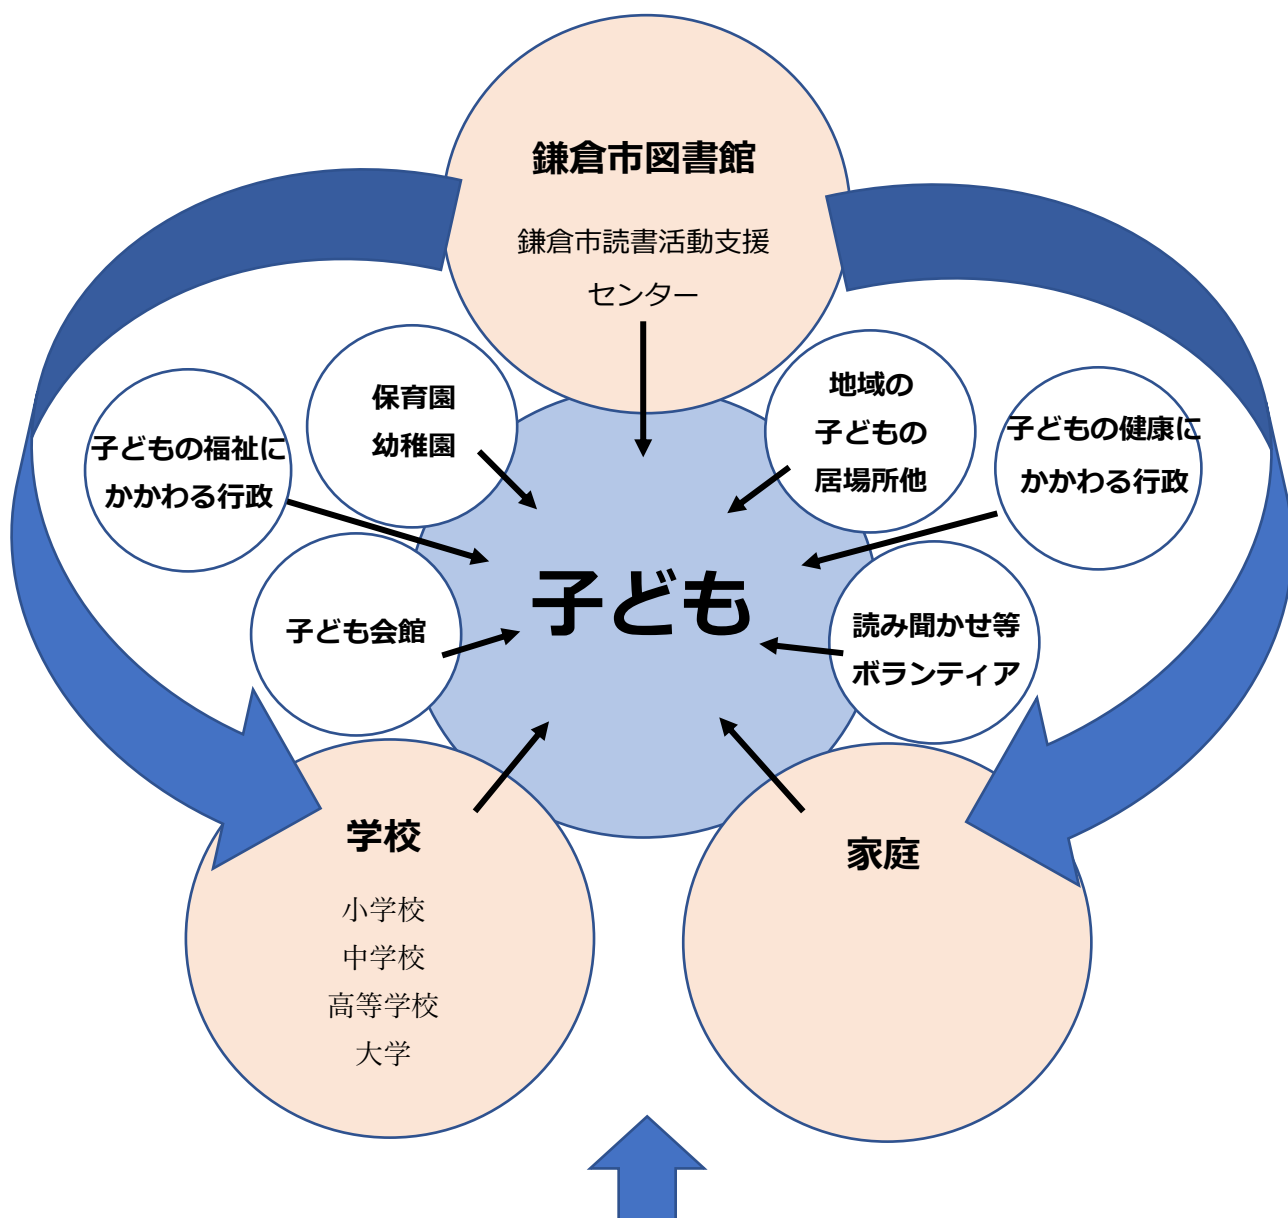 鎌倉市図書館
鎌倉市読書活動支援
センター
保育園
幼稚園
子どもの福祉に
かかわる行政
地域の
子どもの
居場所他
子どもの健康に
かかわる行政
子ども
子ども会館
読み聞かせ等
ボランティア
学校
小学校
中学校
高等学校
大学
家庭